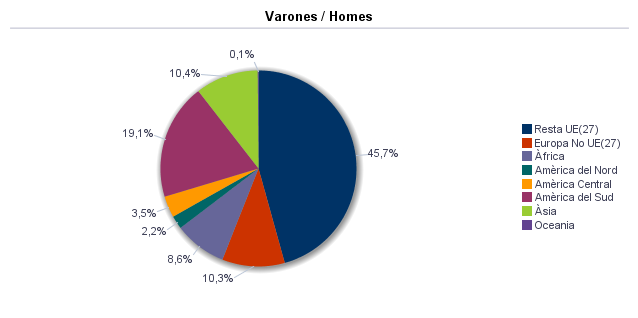 Varones / Homes
0,1%
10,4%
19,1%
45,7%
3,5%
2,2%
8,6%
10,3%
Resta UE(27)
Europa No UE(27)
Àfrica
Amèrica del Nord
Amèrica Central
Amèrica del Sud
Àsia
Oceania